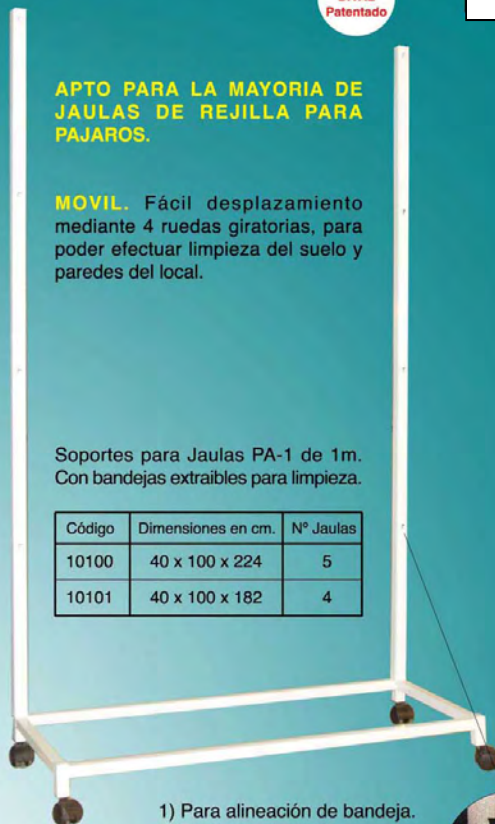 Patentado
APTO PARA LA MAYORIA DE
JAULAS DE REJILLA PARA
PAJAROS.
MOVIL. Fácil desplazamiento
mediante 4 ruedas giratorias, para
poder efectuar limpieza del suelo y
paredes del local.
Soportes para Jaulas PA-1 de 1m.
Con bandejas extraibles para limpieza.
Código Dimensiones en cm. Nº Jaulas
10100 40 x 100 x 224 5
10101 40 x 100 x 182 4
1) Para alineación de bandeja.